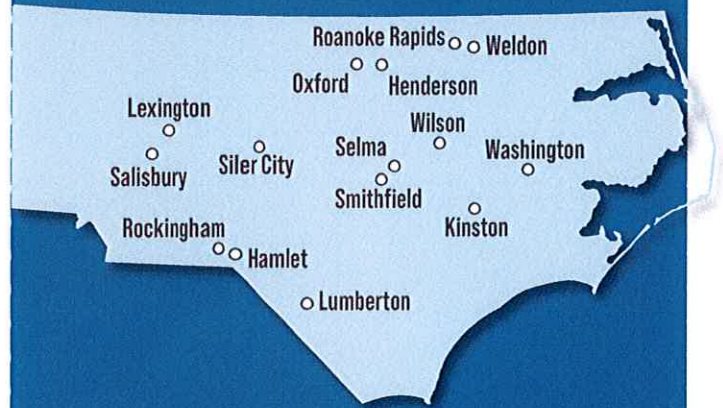 Roanoke Rapids
Weldon
Oxford
Henderson
Lexington
Wilson
Selma
Washington
Salisbury
Siler City
Smithfield
Rockingham
Kinston
Hamlet
Lumberton